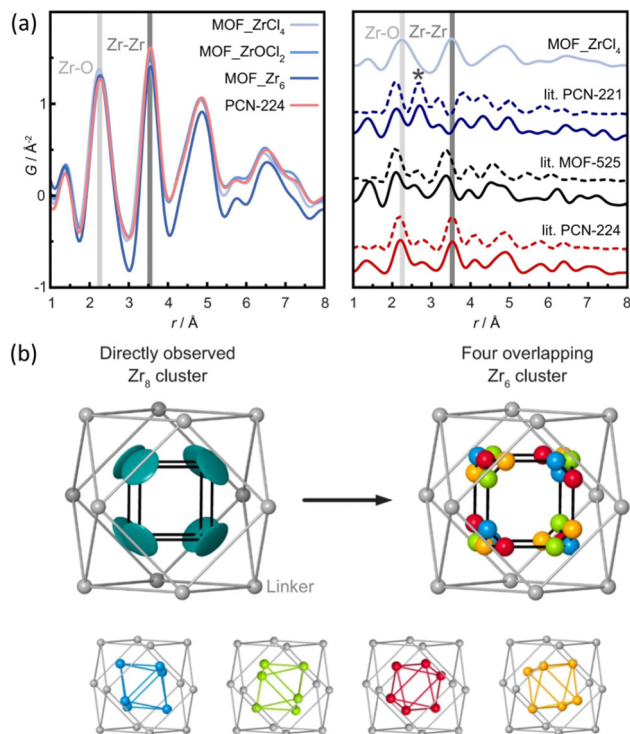 (a)
Zr-O
Zr-Zr
MOF_ZrCl₄
MOF_ZrOCl₂
MOF_Zr₆
PCN-224
G / Å⁻²
1
0
-1
1 2 3 4 5 6 7 8
r / Å
Zr-O Zr-Zr
MOF_ZrCl₄
*
lit. PCN-221
lit. MOF-525
lit. PCN-224
1 2 3 4 5 6 7 8
r / Å
(b)
Directly observed
Zr₈ cluster
Four overlapping
Zr₆ cluster
Linker